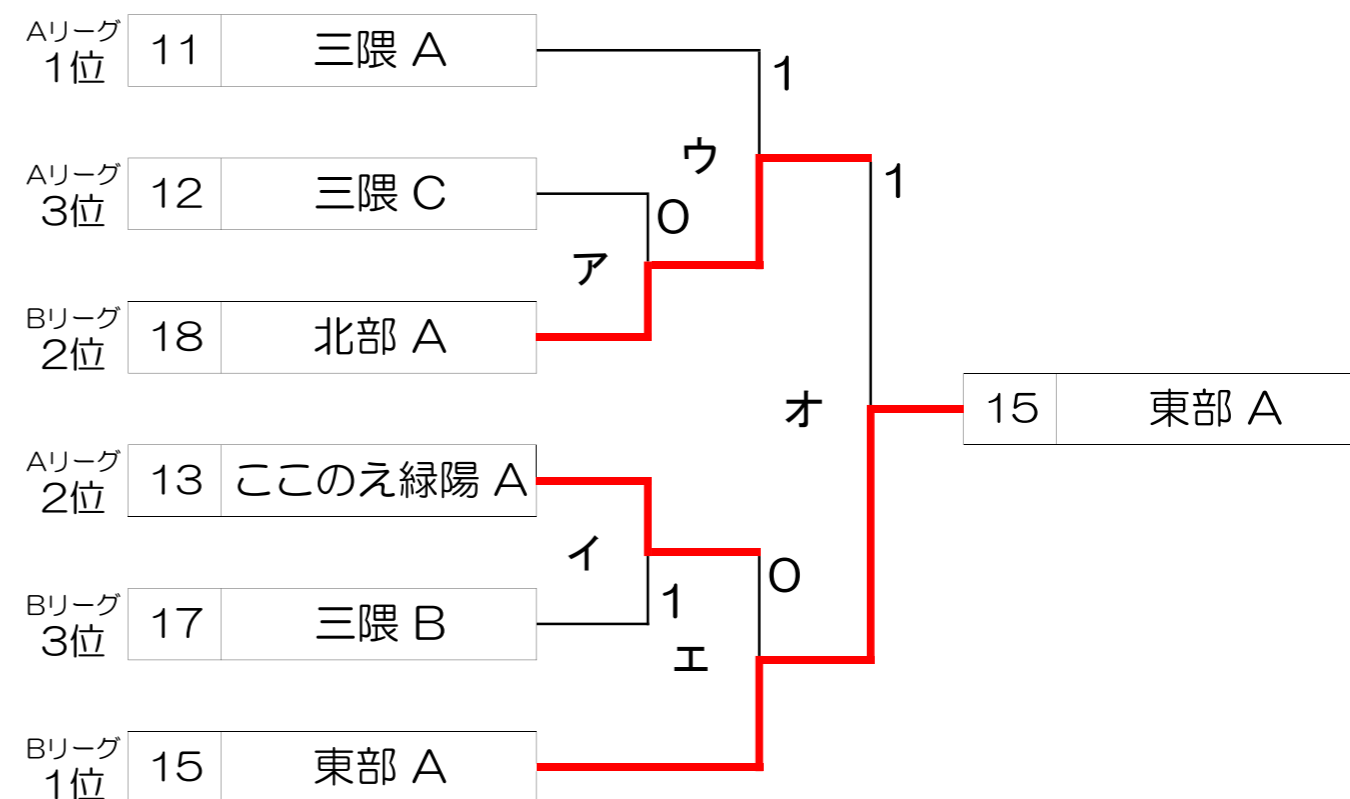 Aリーグ
1位
11 三隈 A
1
ウ
1
Aリーグ
3位
12 三隈 C
0
ア
Bリーグ
2位
18 北部 A
オ
15 東部 A
Aリーグ
2位
13 ここのえ緑陽 A
イ
0
Bリーグ
3位
17 三隈 B
1
エ
Bリーグ
1位
15 東部 A